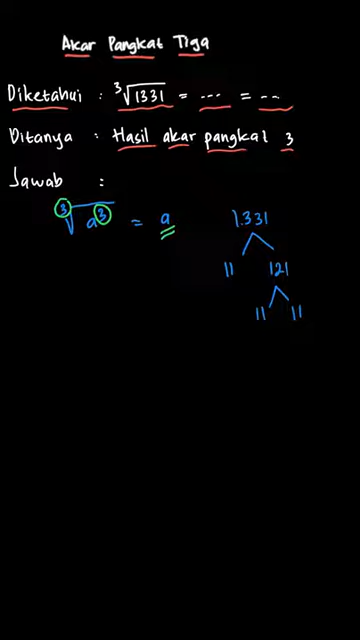 Akar Pangkat Tiga
Diketahui : ³√1331 = --- = --
Ditanya : Hasil akar pangkat 3
Jawab :
³√a³ = a
1.331
11 121
11 11